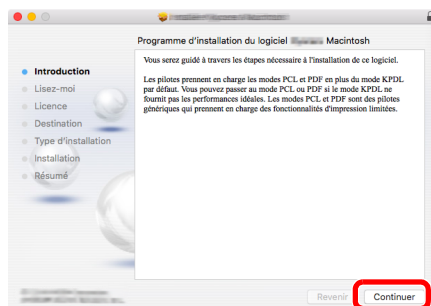 Programme d'installation du logiciel Macintosh
Introduction
Lisez-moi
Licence
Destination
Type d'installation
Installation
Résumé
Vous serez guidé à travers les étapes nécessaire à l'installation de ce logiciel.
Les pilotes prennent en charge les modes PCL et PDF en plus du mode KPDL
par défaut. Vous pouvez passer au mode PCL ou PDF si le mode KPDL ne
fournit pas les performances idéales. Les modes PCL et PDF sont des pilotes
génériques qui prennent en charge des fonctionnalités d'impression limitées.
Revenir
Continuer